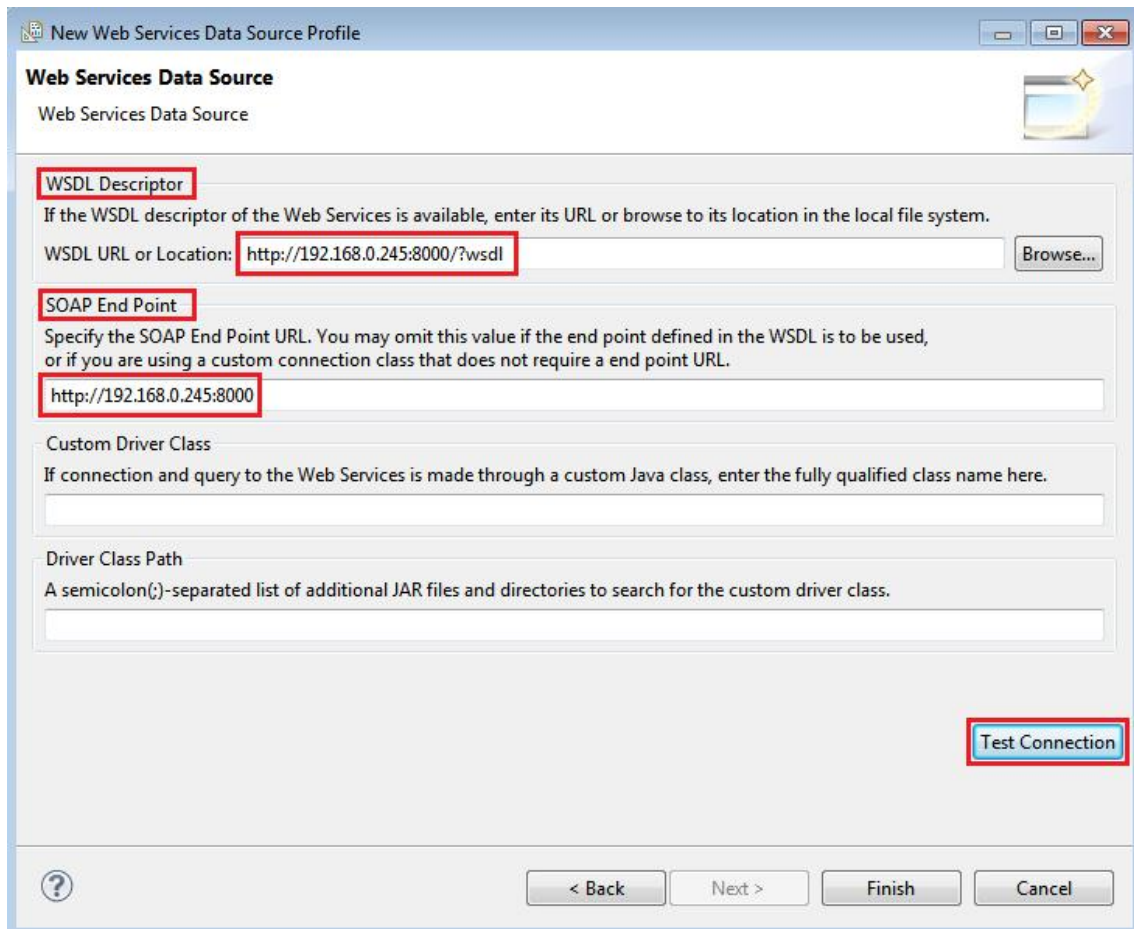 New Web Services Data Source Profile
Web Services Data Source
Web Services Data Source
WSDL Descriptor
If the WSDL descriptor of the Web Services is available, enter its URL or browse to its location in the local file system.
WSDL URL or Location: http://192.168.0.245:8000/?wsdl Browse...
SOAP End Point
Specify the SOAP End Point URL. You may omit this value if the end point defined in the WSDL is to be used,
or if you are using a custom connection class that does not require a end point URL.
http://192.168.0.245:8000
Custom Driver Class
If connection and query to the Web Services is made through a custom Java class, enter the fully qualified class name here.
Driver Class Path
A semicolon(;)-separated list of additional JAR files and directories to search for the custom driver class.
Test Connection
? < Back Next > Finish Cancel